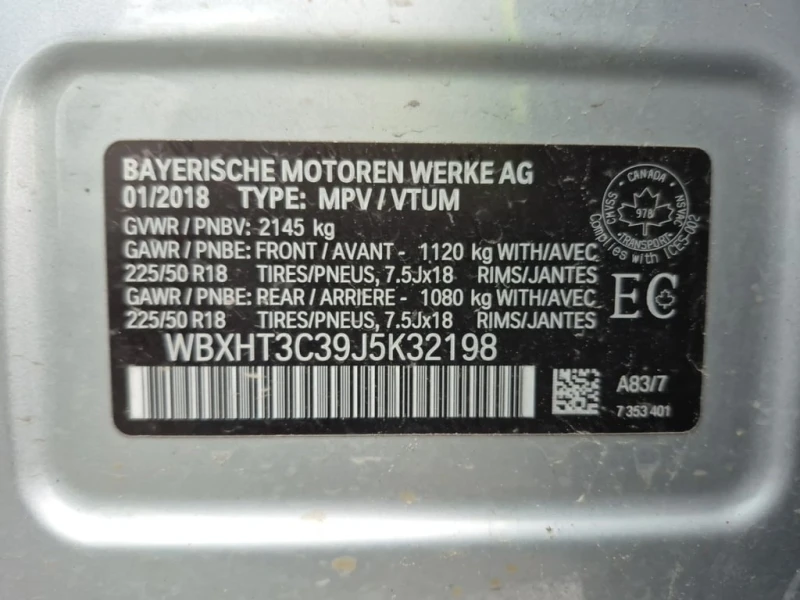 BAYERISCHE MOTOREN WERKE AG
01/2018 TYPE: MPV / VTUM
GVWR / PNBV: 2145 kg
GAWR / PNBE: FRONT / AVANT - 1120 kg WITH/AVEC
225/50 R18 TIRES/PNEUS, 7.5Jx18 RIMS/JANTES
GAWR / PNBE: REAR / ARRIERE - 1080 kg WITH/AVEC
225/50 R18 TIRES/PNEUS, 7.5Jx18 RIMS/JANTES
WBXHT3C39J5K32198
CANADA
CMVSS
NSVAC
978
TRANSPORT
COMPLIES WITH ICES-002
EC
A83/7
7 353 401